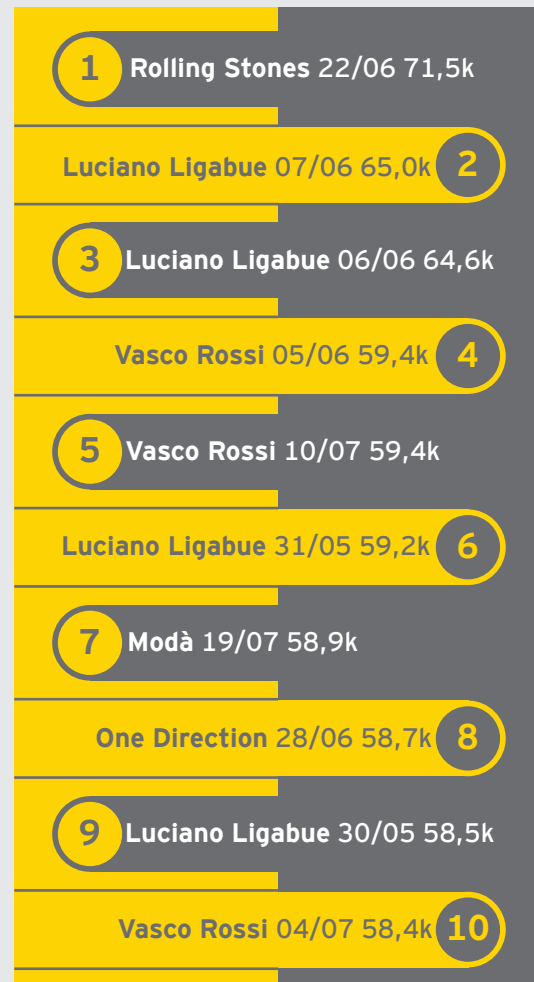 1 Rolling Stones 22/06 71,5k
Luciano Ligabue 07/06 65,0k 2
3 Luciano Ligabue 06/06 64,6k
Vasco Rossi 05/06 59,4k 4
5 Vasco Rossi 10/07 59,4k
Luciano Ligabue 31/05 59,2k 6
7 Modà 19/07 58,9k
One Direction 28/06 58,7k 8
9 Luciano Ligabue 30/05 58,5k
Vasco Rossi 04/07 58,4k 10